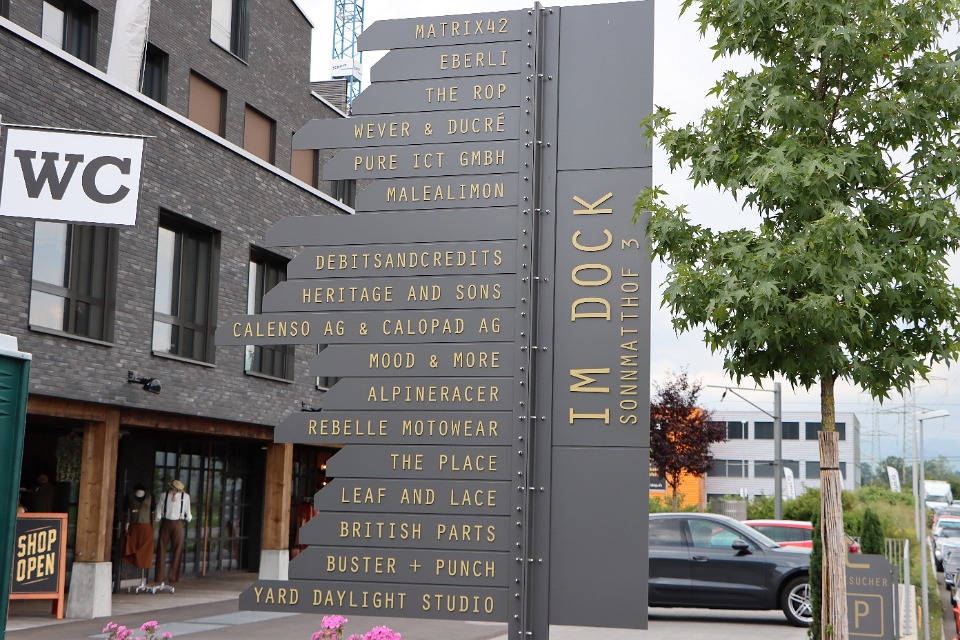 MATRIX42
EBERLI
THE ROP
WEVER & DUCRÉ
PURE ICT GMBH
MALEALIMON
DEBITSANDCREDITS
HERITAGE AND SONS
CALENSO AG & CALOPAD AG
MOOD & MORE
ALPINERACER
REBELLE MOTOWEAR
THE PLACE
LEAF AND LACE
BRITISH PARTS
BUSTER + PUNCH
YARD DAYLIGHT STUDIO
IM DOCK
SONNMATTHOF 3
WC
SHOP
OPEN
P